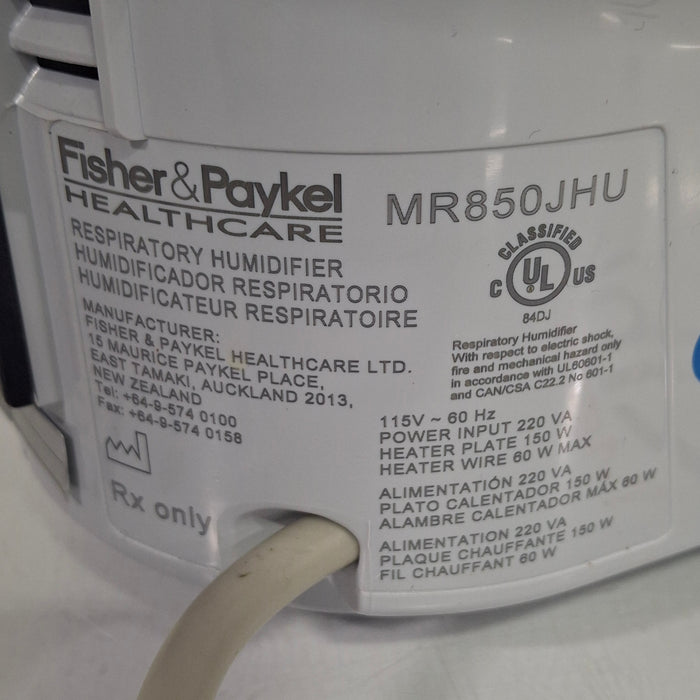 Fisher & Paykel
HEALTHCARE
MR850JHU
RESPIRATORY HUMIDIFIER
HUMIDIFICADOR RESPIRATORIO
HUMIDIFICATEUR RESPIRATOIRE
MANUFACTURER:
FISHER & PAYKEL HEALTHCARE LTD.
15 MAURICE PAYKEL PLACE,
EAST TAMAKI, AUCKLAND 2013,
NEW ZEALAND
Tel: +64-9-574 0100
Fax: +64-9-574 0158
Rx only
CLASSIFIED
C UL US
84DJ
Respiratory Humidifier
With respect to electric shock,
fire and mechanical hazard only
in accordance with UL60601-1
and CAN/CSA C22.2 No 601-1
115V ~ 60 Hz
POWER INPUT 220 VA
HEATER PLATE 150 W
HEATER WIRE 60 W MAX
ALIMENTACIÓN 220 VA
PLATO CALENTADOR 150 W
ALAMBRE CALENTADOR MÁX 60 W
ALIMENTATION 220 VA
PLAQUE CHAUFFANTE 150 W
FIL CHAUFFANT 60 W